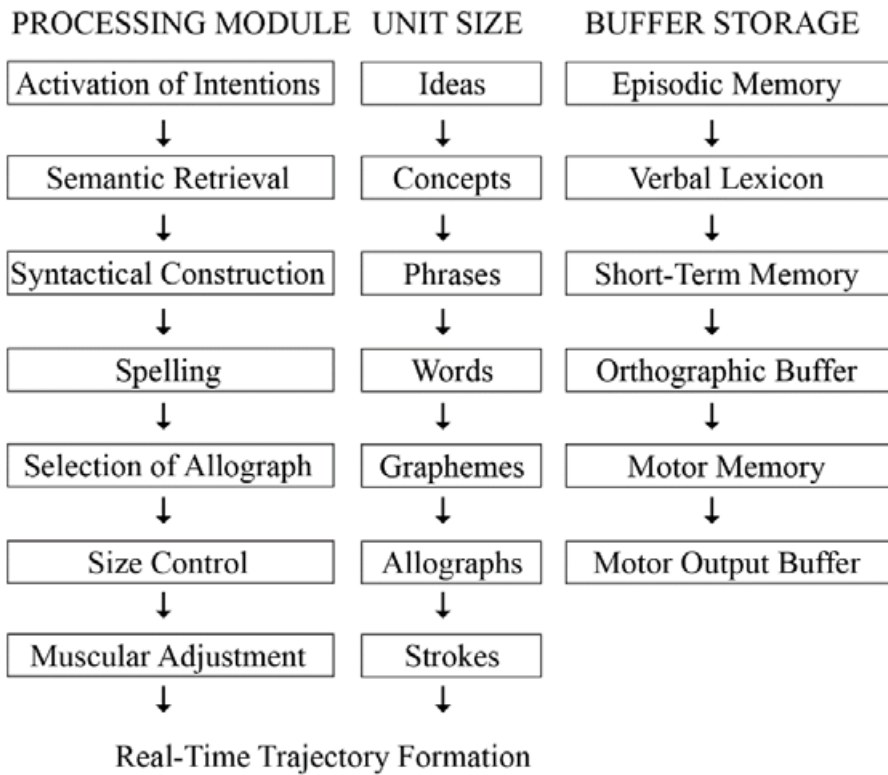 PROCESSING MODULE UNIT SIZE BUFFER STORAGE
Activation of Intentions Ideas Episodic Memory
Semantic Retrieval Concepts Verbal Lexicon
Syntactical Construction Phrases Short-Term Memory
Spelling Words Orthographic Buffer
Selection of Allograph Graphemes Motor Memory
Size Control Allographs Motor Output Buffer
Muscular Adjustment Strokes
Real-Time Trajectory Formation